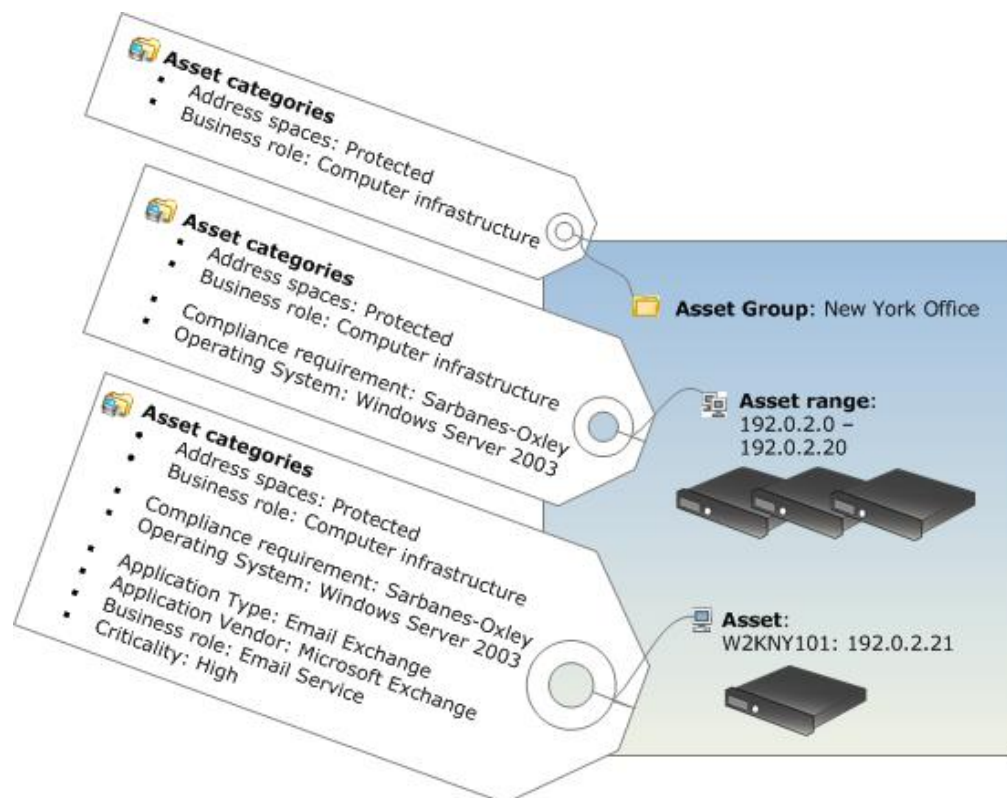 Asset categories
▪ Address spaces: Protected
▪ Business role: Computer infrastructure
Asset Group: New York Office
Asset categories
▪ Address spaces: Protected
▪ Business role: Computer infrastructure
▪ Compliance requirement: Sarbanes-Oxley
▪ Operating System: Windows Server 2003
Asset range:
192.0.2.0 –
192.0.2.20
Asset categories
▪ Address spaces: Protected
▪ Business role: Computer infrastructure
▪ Compliance requirement: Sarbanes-Oxley
▪ Operating System: Windows Server 2003
▪ Application Type: Email Exchange
▪ Application Vendor: Microsoft Exchange
▪ Business role: Email Service
▪ Criticality: High
Asset:
W2KNY101: 192.0.2.21